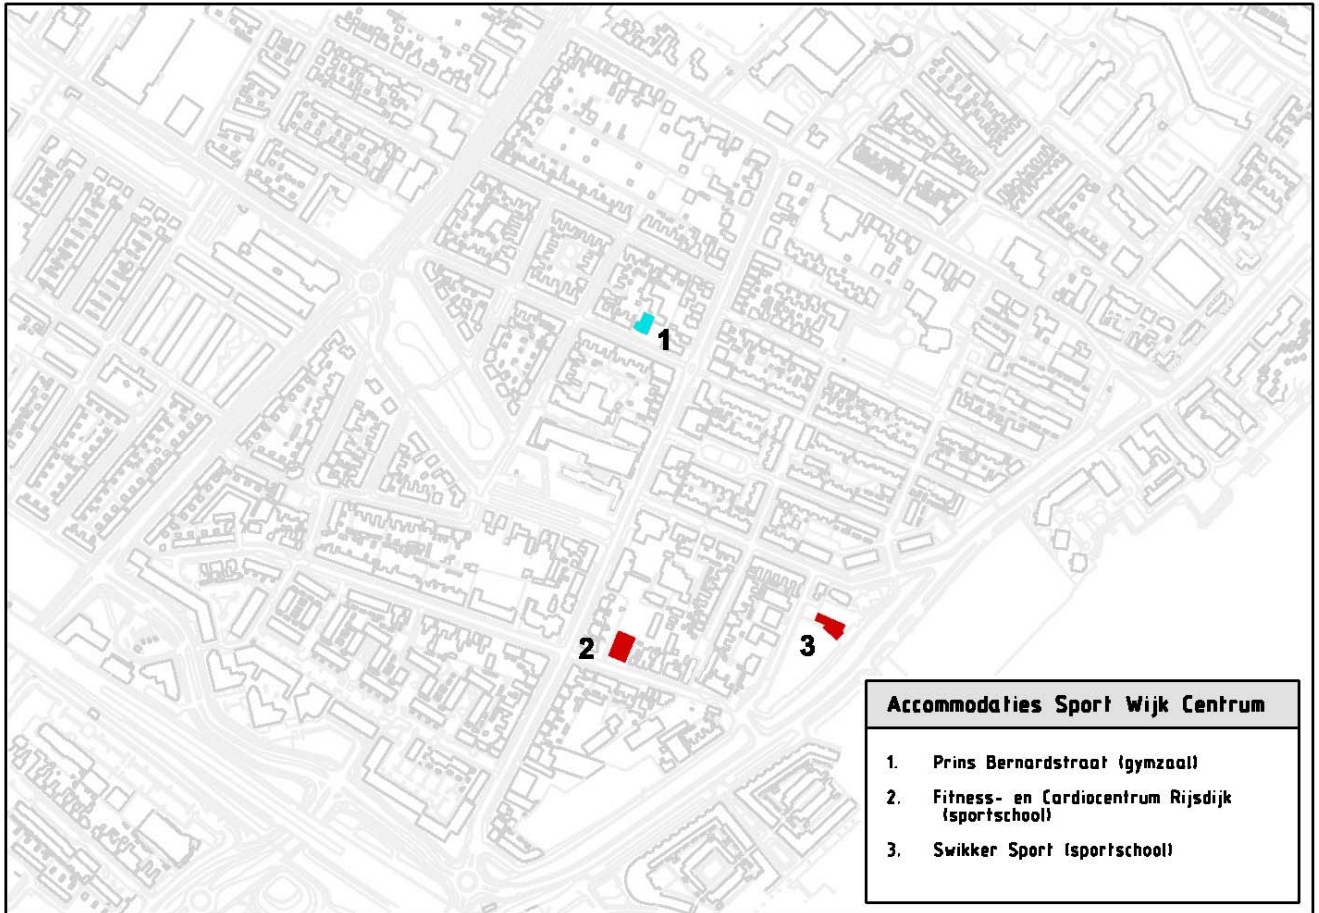 1
2
3
Accommodaties Sport Wijk Centrum
1. Prins Bernardstraat (gymzaal)
2. Fitness- en Cardiocentrum Rijsdijk
(sportschool)
3. Swikker Sport (sportschool)